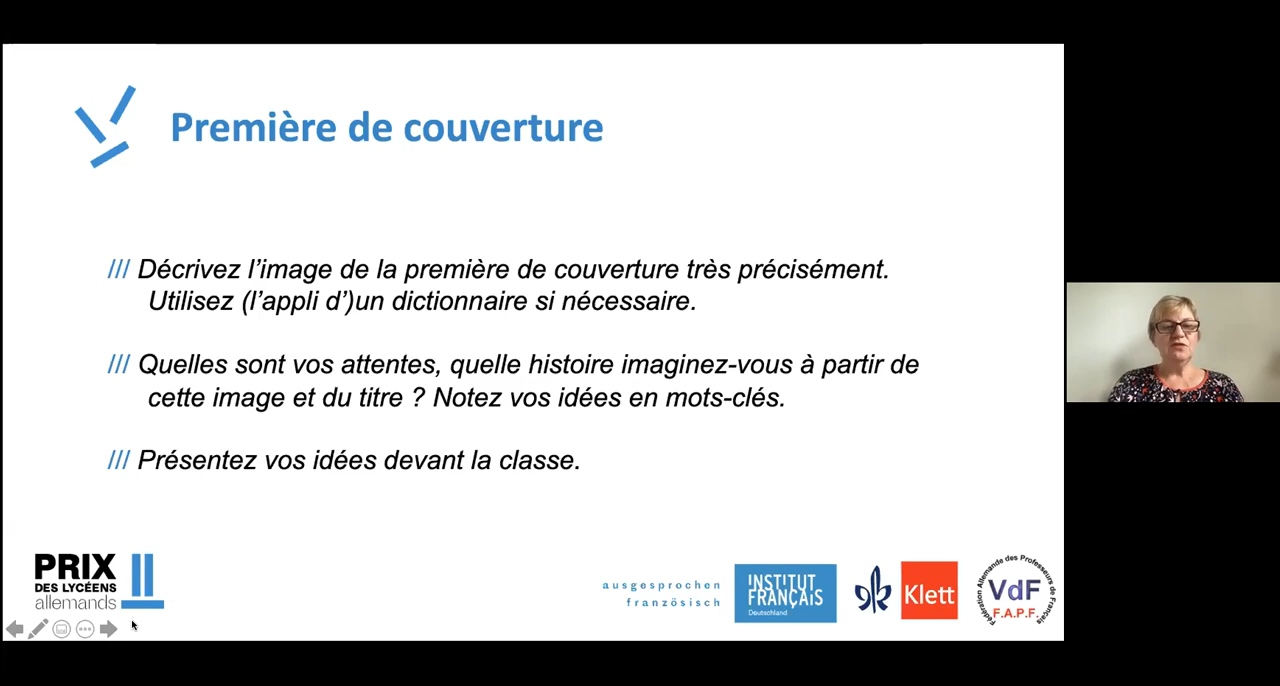 Première de couverture
/// Décrivez l’image de la première de couverture très précisément.
Utilisez (l’appli d’)un dictionnaire si nécessaire.
/// Quelles sont vos attentes, quelle histoire imaginez-vous à partir de
cette image et du titre ? Notez vos idées en mots-clés.
/// Présentez vos idées devant la classe.
PRIX
DES LYCÉENS
allemands
ausgesprochen
französisch
INSTITUT
FRANÇAIS
Deutschland
Klett
Fédération Allemande des Professeurs de Français
VdF
F.A.P.F.